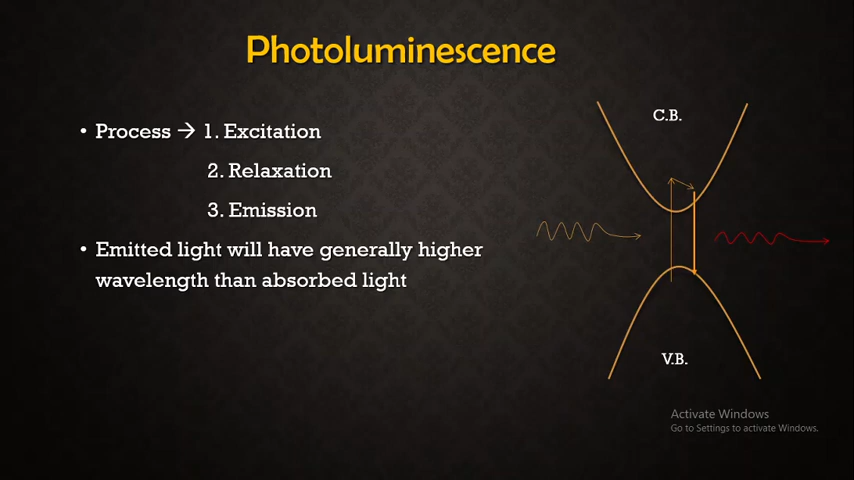 Photoluminescence
• Process → 1. Excitation
2. Relaxation
3. Emission
• Emitted light will have generally higher
wavelength than absorbed light
C.B.
V.B.
Activate Windows
Go to Settings to activate Windows.